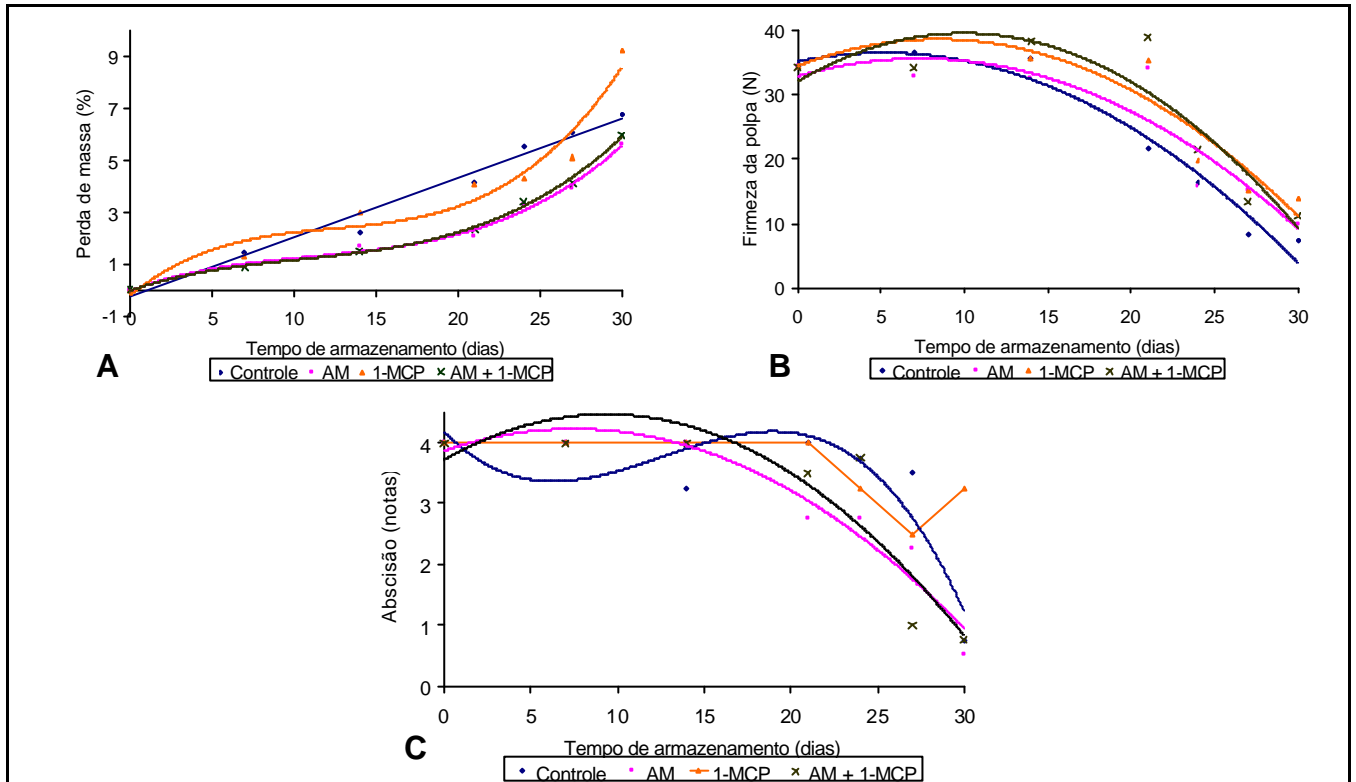 9
7
5
3
1
-1
Perda de massa (%)
0 5 10 15 20 25 30
Tempo de armazenamento (dias)
A
Controle AM 1-MCP AM + 1-MCP
40
30
20
10
0
Firmeza da polpa (N)
0 5 10 15 20 25 30
Tempo de armazenamento (dias)
B
Controle AM 1-MCP AM + 1-MCP
4
3
2
1
0
Abscisão (notas)
0 5 10 15 20 25 30
Tempo de armazenamento (dias)
C
Controle AM 1-MCP AM + 1-MCP